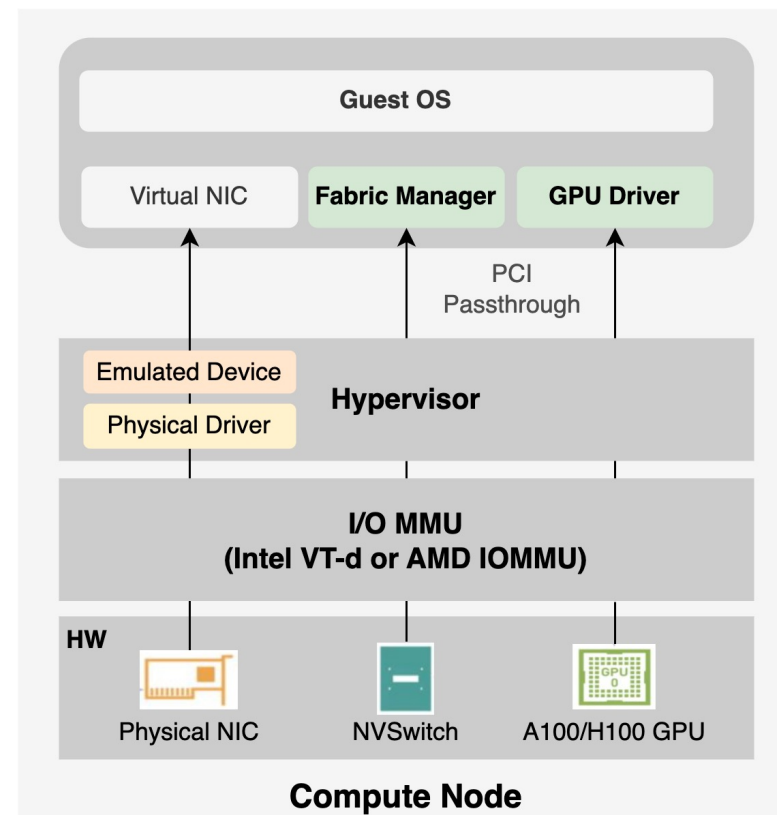 Guest OS
Virtual NIC
Fabric Manager
GPU Driver
PCI
Passthrough
Emulated Device
Physical Driver
Hypervisor
I/O MMU
(Intel VT-d or AMD IOMMU)
HW
GPU
0
Physical NIC
NVSwitch
A100/H100 GPU
Compute Node